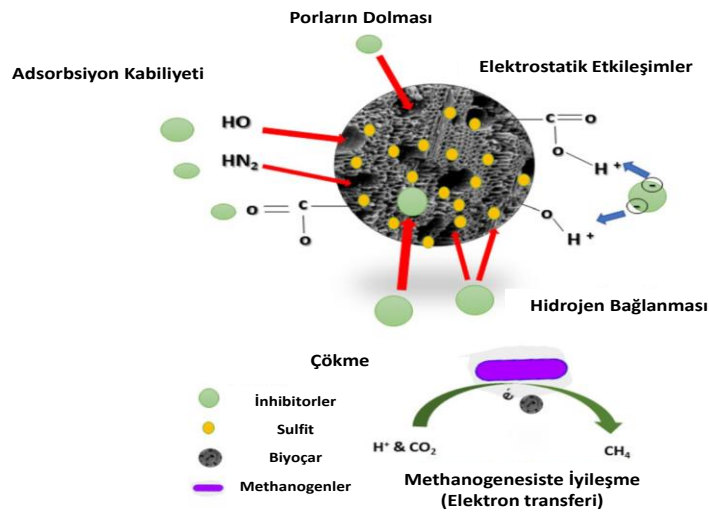 Porların Dolması
Adsorbsiyon Kabiliyeti
Elektrostatik Etkileşimler
HO
HN2
O = C
O
C = O
O
H +
-
-
O
H +
Hidrojen Bağlanması
Çökme
İnhibitorler
Sulfit
Biyoçar
Methanogenler
e-
H+ & CO2
CH4
Methanogenesiste İyileşme
(Elektron transferi)